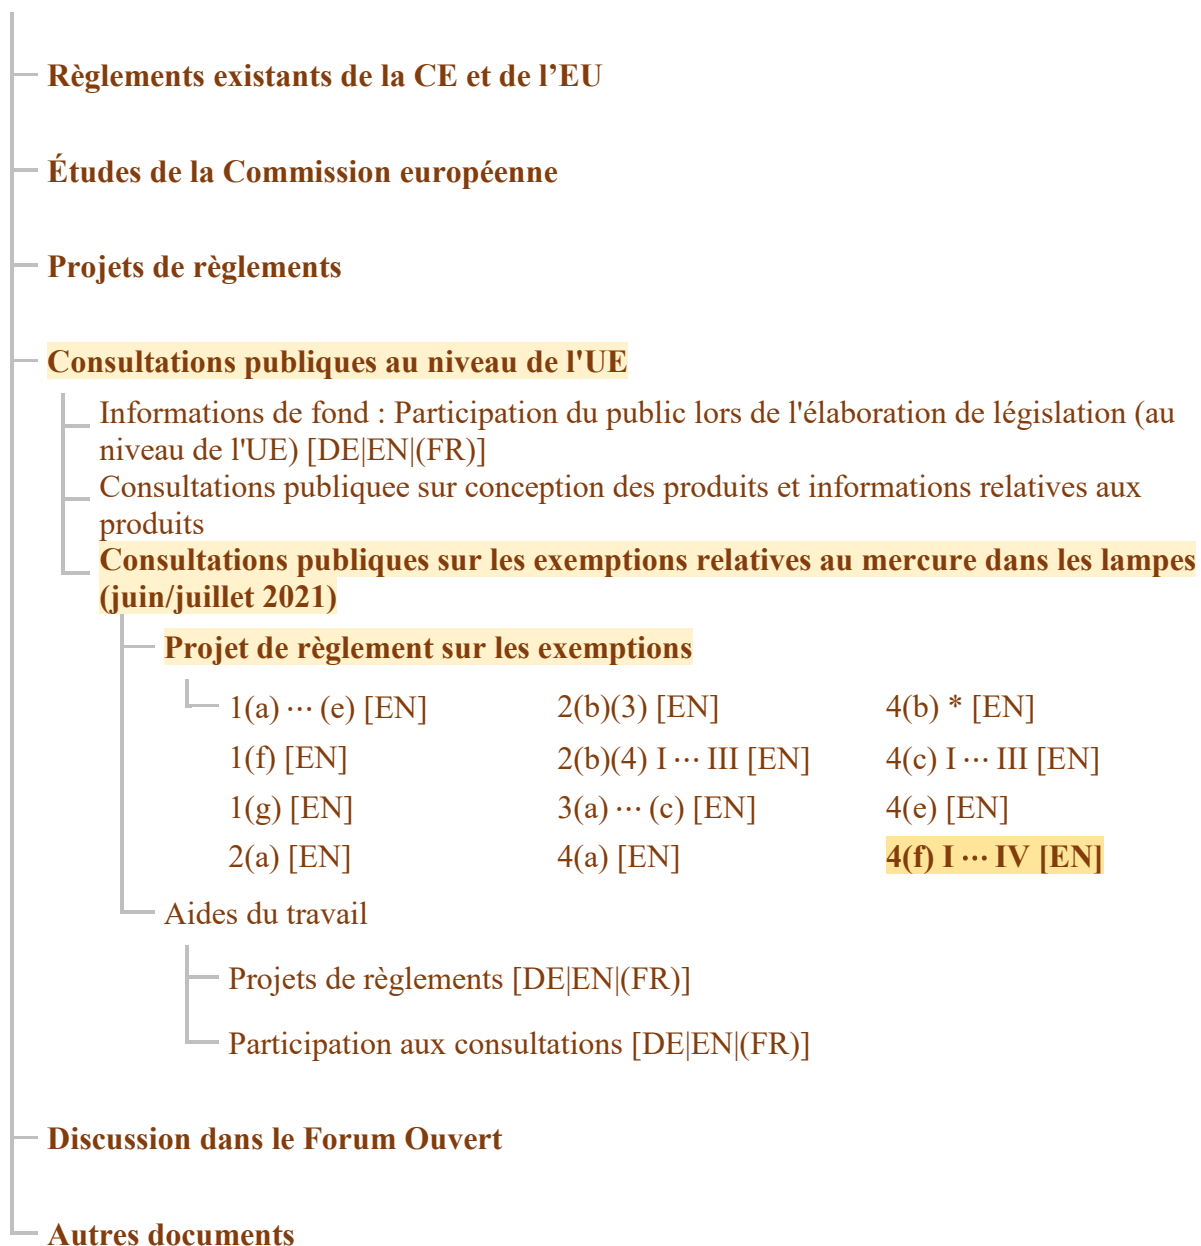 Règlements existants de la CE et de l’EU
Études de la Commission européenne
Projets de règlements
Consultations publiques au niveau de l'UE
Informations de fond : Participation du public lors de l'élaboration de législation (au
niveau de l'UE) [DE|EN|(FR)]
Consultations publiquee sur conception des produits et informations relatives aux
produits
Consultations publiques sur les exemptions relatives au mercure dans les lampes
(juin/juillet 2021)
Projet de règlement sur les exemptions
1(a) ··· (e) [EN] 2(b)(3) [EN] 4(b) * [EN]
1(f) [EN] 2(b)(4) I ··· III [EN] 4(c) I ··· III [EN]
1(g) [EN] 3(a) ··· (c) [EN] 4(e) [EN]
2(a) [EN] 4(a) [EN] 4(f) I ··· IV [EN]
Aides du travail
Projets de règlements [DE|EN|(FR)]
Participation aux consultations [DE|EN|(FR)]
Discussion dans le Forum Ouvert
Autres documents